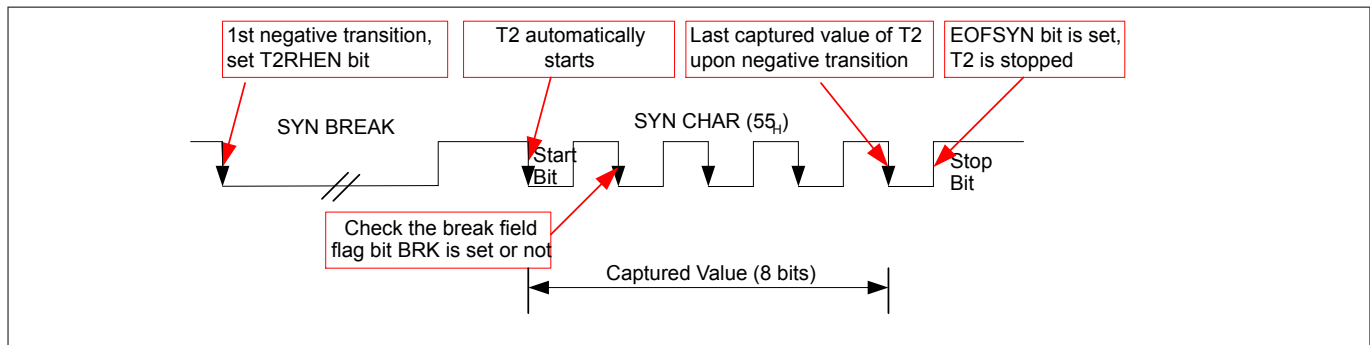 1st negative transition,
set T2RHEN bit
T2 automatically
starts
Last captured value of T2
upon negative transition
EOFSYN bit is set,
T2 is stopped
SYN BREAK
SYN CHAR (55H)
Start
Bit
Stop
Bit
Check the break field
flag bit BRK is set or not
Captured Value (8 bits)